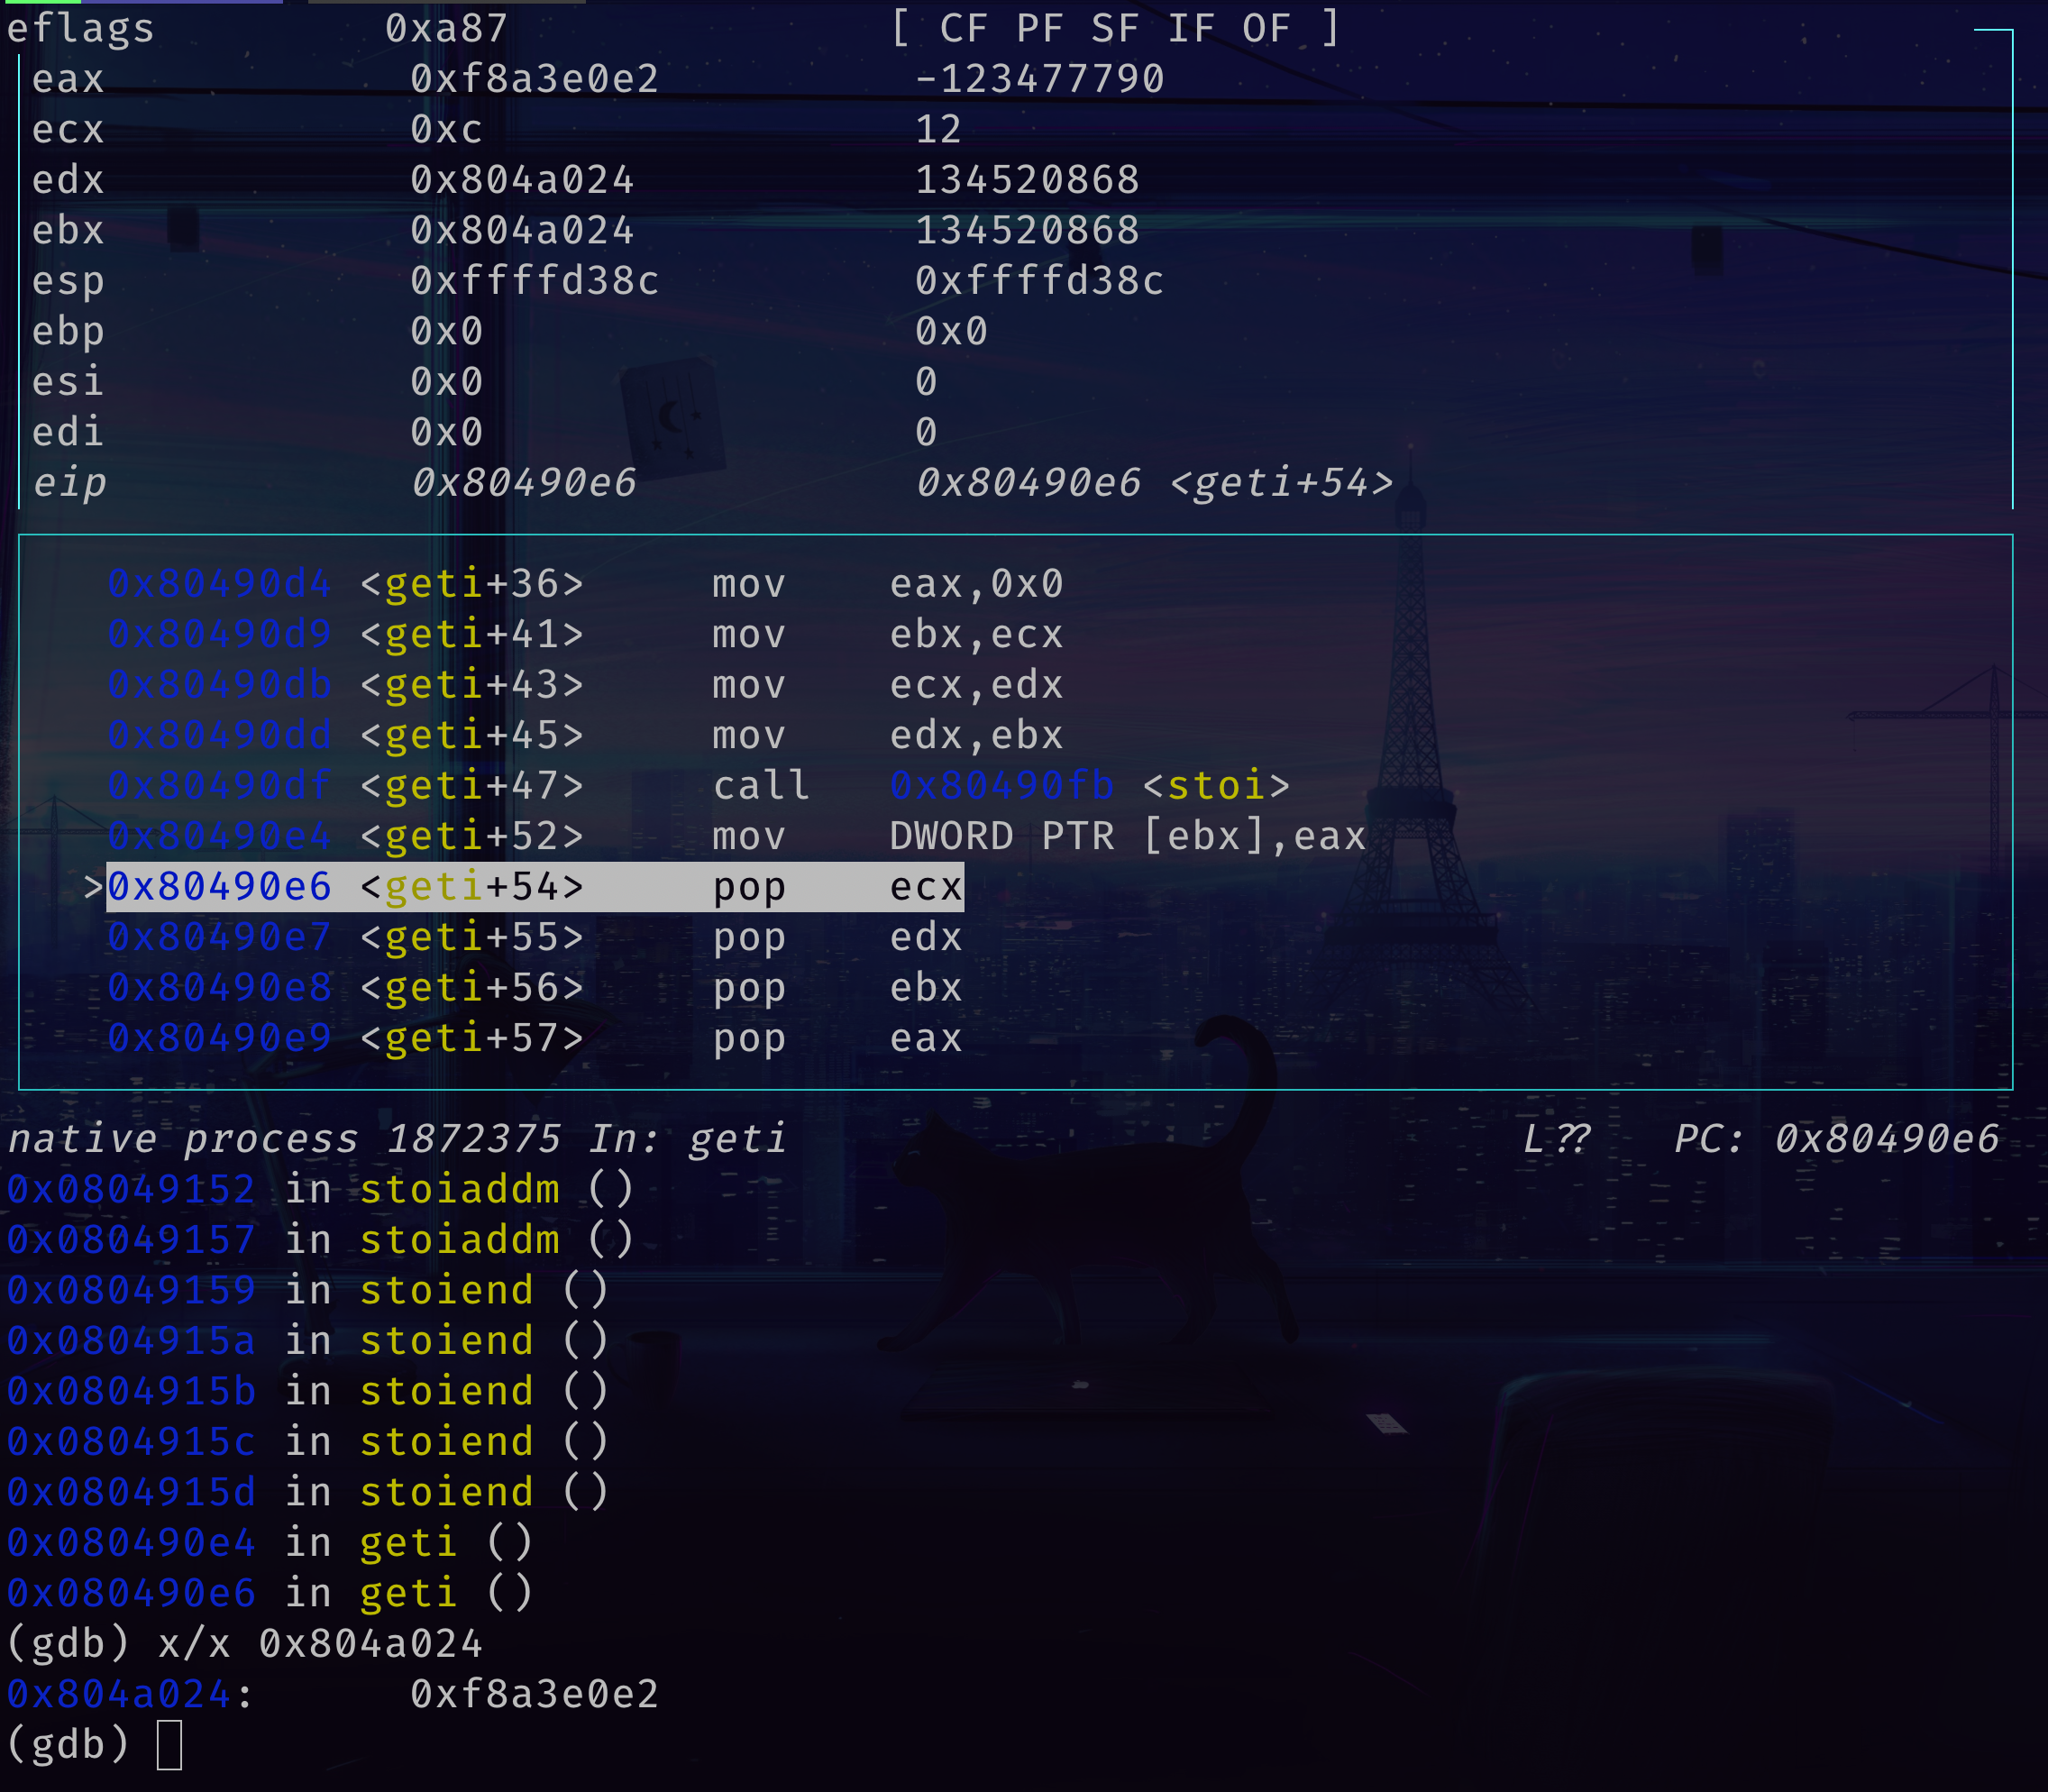 eflags 0xa87 [ CF PF SF IF OF ]
eax 0xf8a3e0e2 -123477790
ecx 0xc 12
edx 0x804a024 134520868
ebx 0x804a024 134520868
esp 0xffffd38c 0xffffd38c
ebp 0x0 0x0
esi 0x0 0
edi 0x0 0
eip 0x80490e6 0x80490e6 <geti+54>
0x80490d4 <geti+36> mov eax,0x0
0x80490d9 <geti+41> mov ebx,ecx
0x80490db <geti+43> mov ecx,edx
0x80490dd <geti+45> mov edx,ebx
0x80490df <geti+47> call 0x80490fb <stoi>
0x80490e4 <geti+52> mov DWORD PTR [ebx],eax
>0x80490e6 <geti+54> pop ecx
0x80490e7 <geti+55> pop edx
0x80490e8 <geti+56> pop ebx
0x80490e9 <geti+57> pop eax
native process 1872375 In: geti L?? PC: 0x80490e6
0x08049152 in stoiaddm ()
0x08049157 in stoiaddm ()
0x08049159 in stoiend ()
0x0804915a in stoiend ()
0x0804915b in stoiend ()
0x0804915c in stoiend ()
0x0804915d in stoiend ()
0x080490e4 in geti ()
0x080490e6 in geti ()
(gdb) x/x 0x804a024
0x804a024: 0xf8a3e0e2
(gdb)